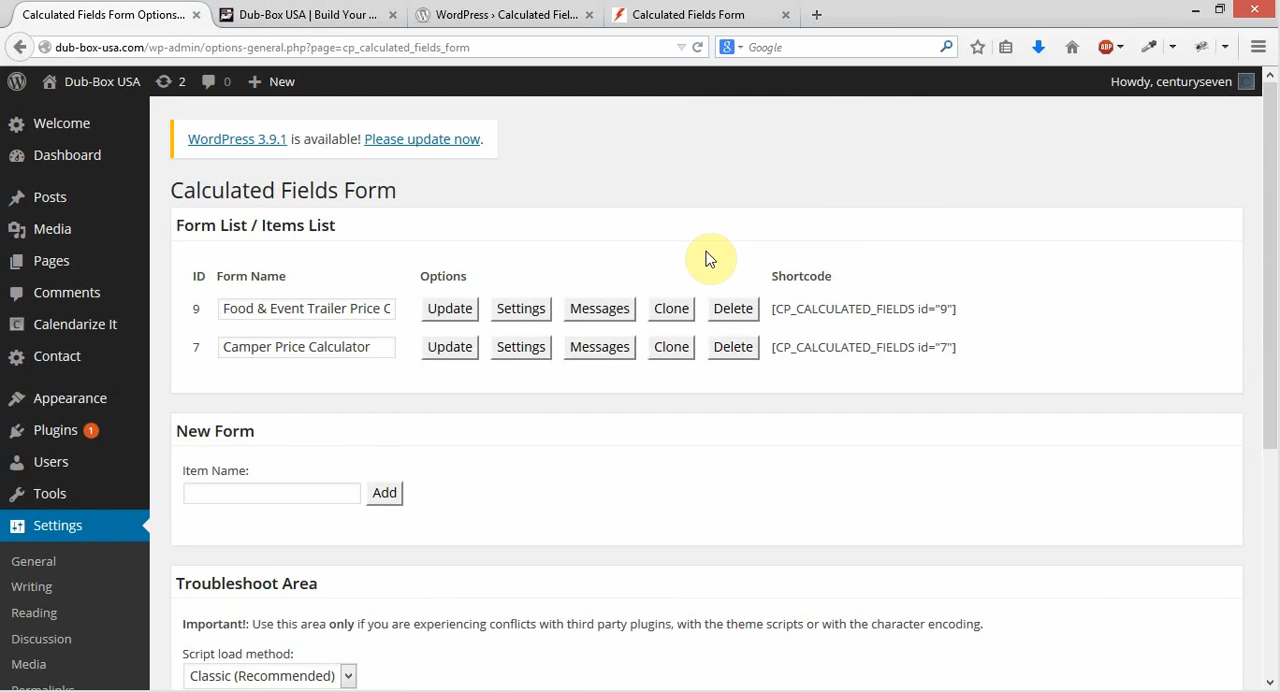 Calculated Fields Form Options...
Dub-Box USA | Build Your ...
WordPress › Calculated Fiel...
Calculated Fields Form
dub-box-usa.com/wp-admin/options-general.php?page=cp_calculated_fields_form
Google
ABP
Dub-Box USA
2
0
New
Howdy, centuryseven
Welcome
Dashboard
Posts
Media
Pages
Comments
Calendarize It
Contact
Appearance
Plugins 1
Users
Tools
Settings
General
Writing
Reading
Discussion
Media
Permalinks
WordPress 3.9.1 is available! Please update now.
Calculated Fields Form
Form List / Items List
ID Form Name Options Shortcode
9 Food & Event Trailer Price C Update Settings Messages Clone Delete [CP_CALCULATED_FIELDS id="9"]
7 Camper Price Calculator Update Settings Messages Clone Delete [CP_CALCULATED_FIELDS id="7"]
New Form
Item Name:
Add
Troubleshoot Area
Important!: Use this area only if you are experiencing conflicts with third party plugins, with the theme scripts or with the character encoding.
Script load method:
Classic (Recommended)